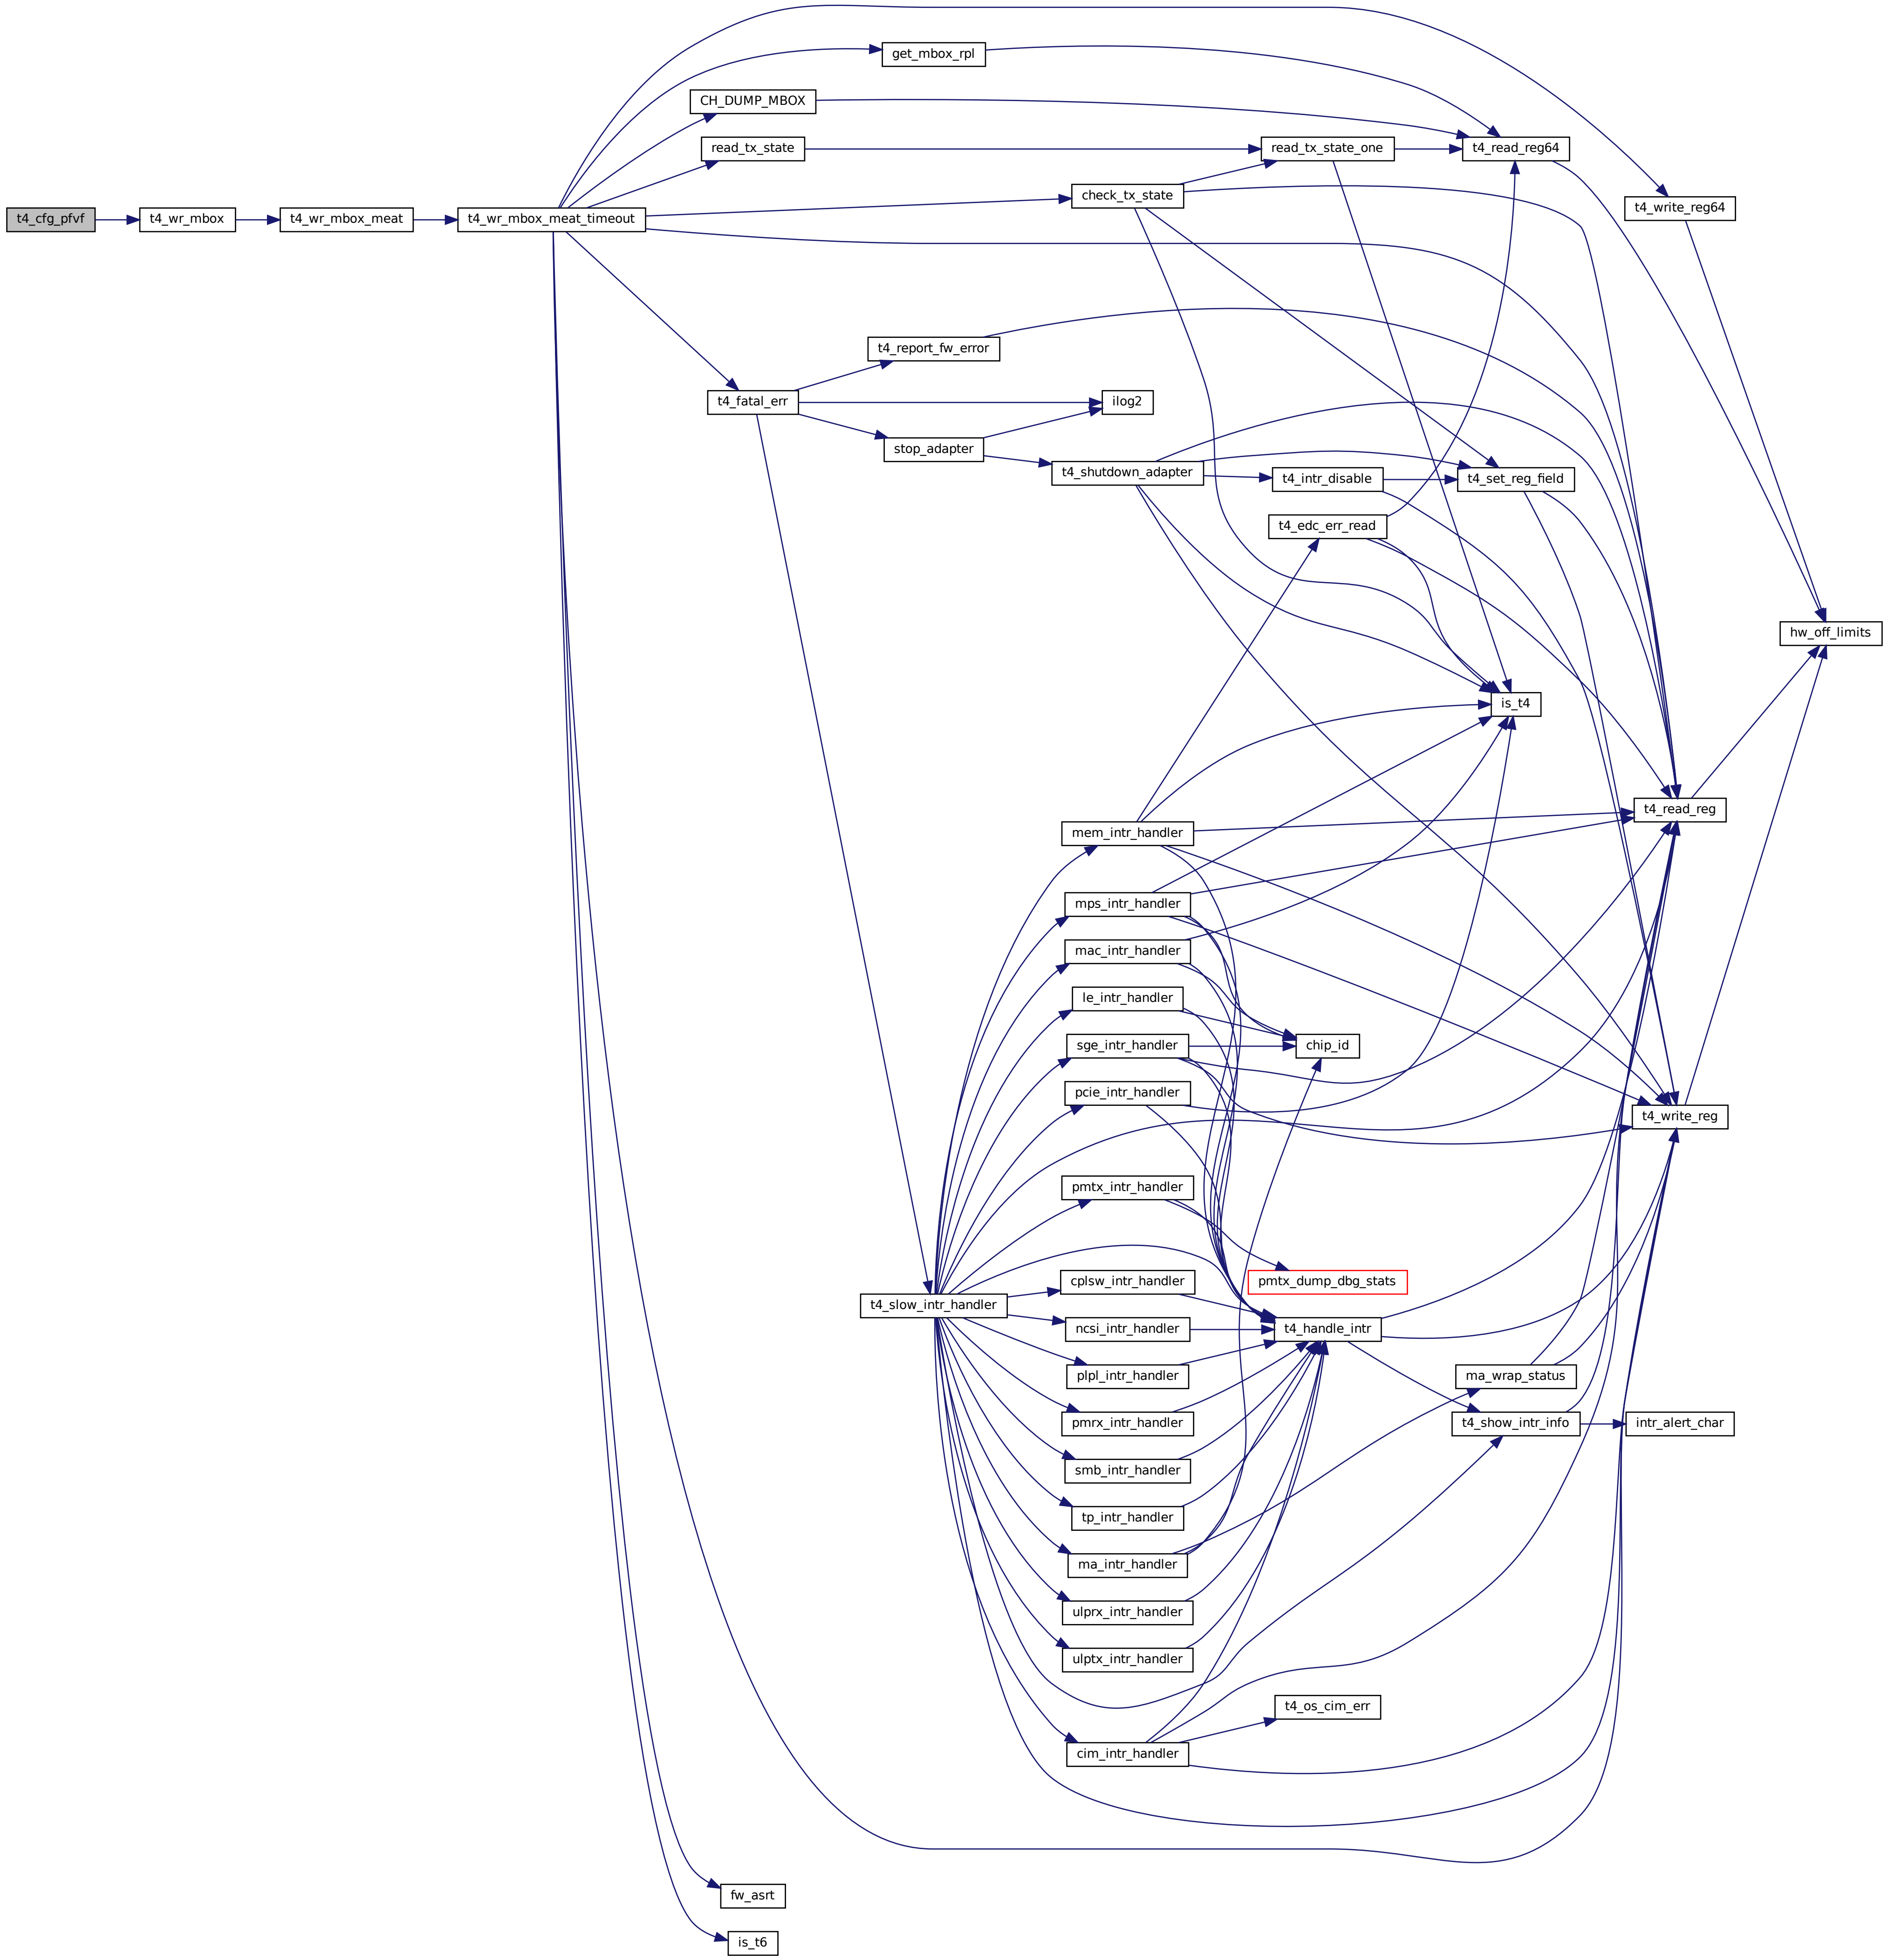 t4_cfg_pfvf
t4_wr_mbox
t4_wr_mbox_meat
t4_wr_mbox_meat_timeout
get_mbox_rpl
CH_DUMP_MBOX
read_tx_state
read_tx_state_one
t4_read_reg64
check_tx_state
t4_write_reg64
t4_report_fw_error
t4_fatal_err
ilog2
stop_adapter
t4_shutdown_adapter
t4_intr_disable
t4_set_reg_field
t4_edc_err_read
hw_off_limits
is_t4
t4_read_reg
mem_intr_handler
mps_intr_handler
mac_intr_handler
le_intr_handler
sge_intr_handler
chip_id
pcie_intr_handler
t4_write_reg
pmtx_intr_handler
pmtx_dump_dbg_stats
cplsw_intr_handler
t4_slow_intr_handler
ncsi_intr_handler
t4_handle_intr
plpl_intr_handler
ma_wrap_status
pmrx_intr_handler
t4_show_intr_info
intr_alert_char
smb_intr_handler
tp_intr_handler
ma_intr_handler
ulprx_intr_handler
ulptx_intr_handler
t4_os_cim_err
cim_intr_handler
fw_asrt
is_t6